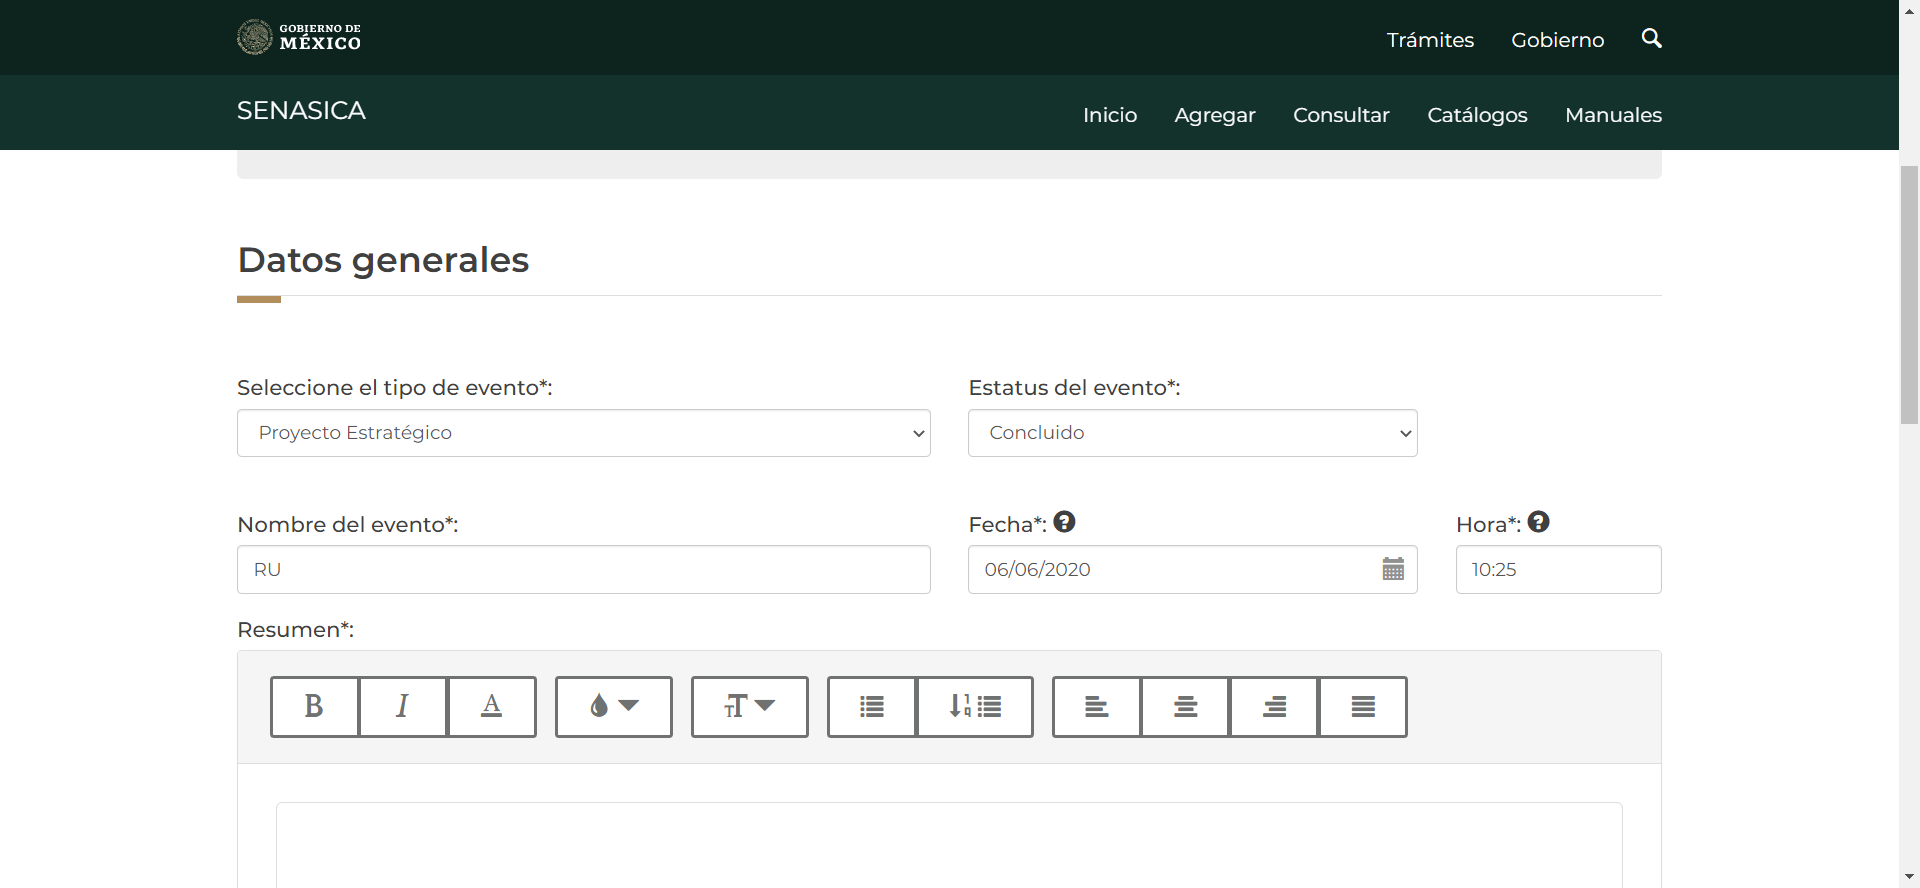 GOBIERNO DE
MÉXICO
Trámites Gobierno
SENASICA
Inicio Agregar Consultar Catálogos Manuales
Datos generales
Seleccione el tipo de evento*: Estatus del evento*:
Proyecto Estratégico Concluido
Nombre del evento*: Fecha*: Hora*:
RU 06/06/2020 10:25
Resumen*: